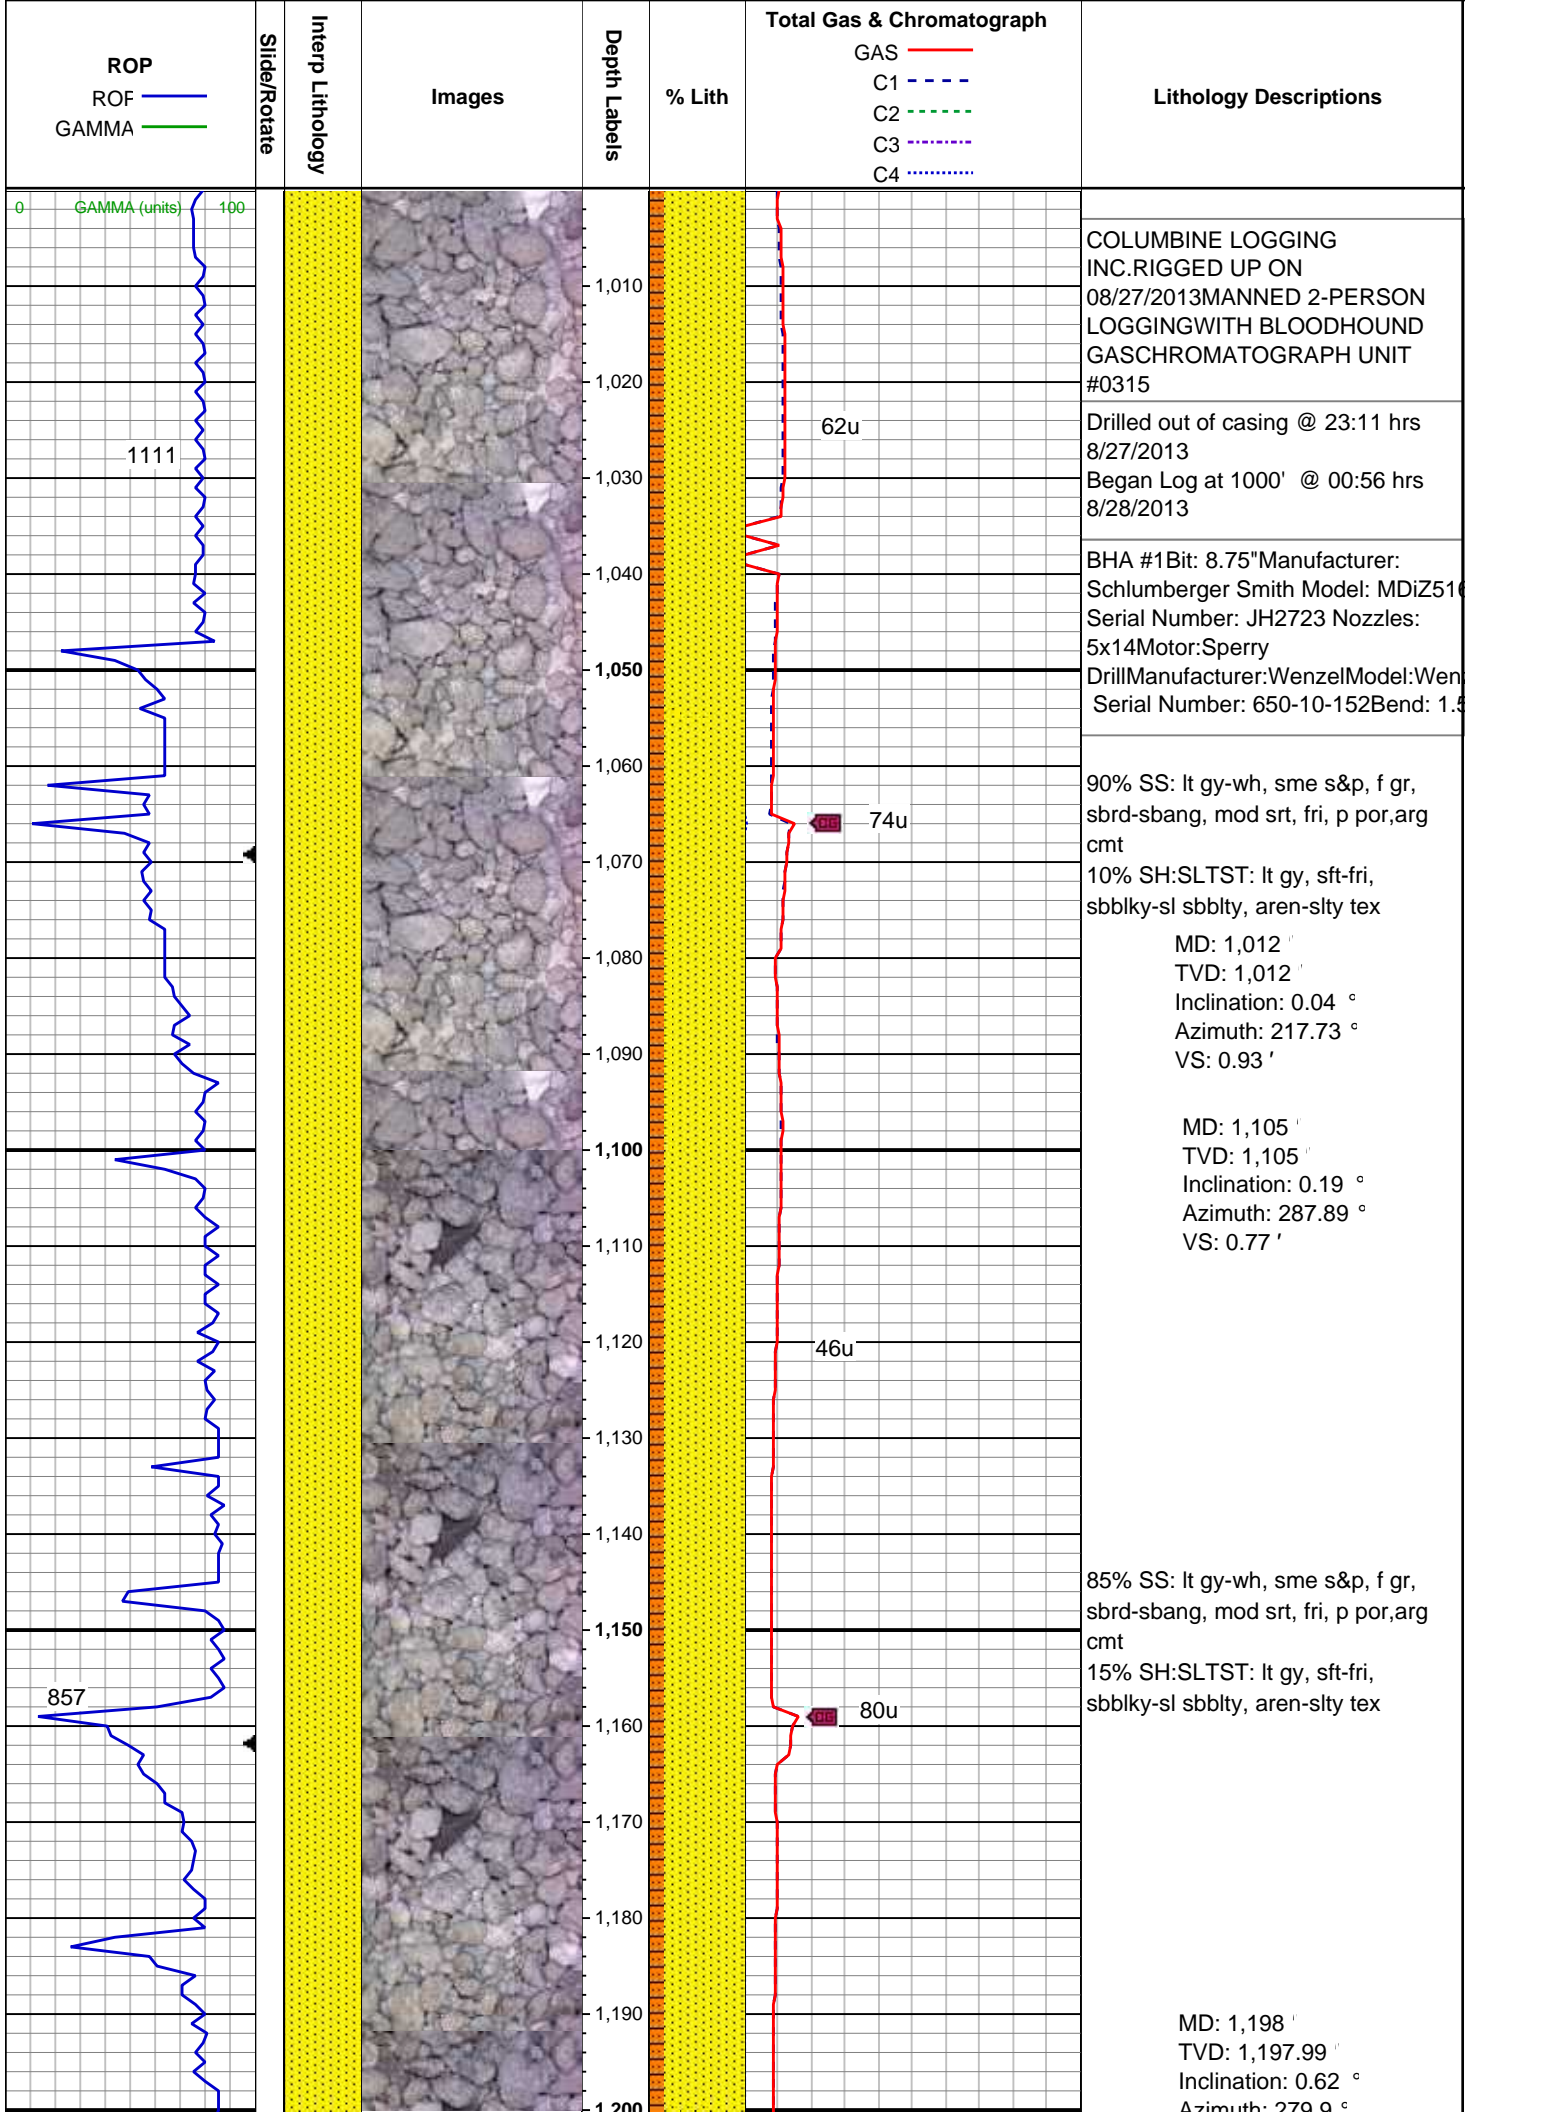 ROP
ROP
GAMMA
Slide/Rotate
Interp Lithology
Images
Depth Labels
% Lith
Total Gas & Chromatograph
GAS
C1
C2
C3
C4
Lithology Descriptions
0 GAMMA (units) 100
COLUMBINE LOGGING
INC.RIGGED UP ON
08/27/2013MANNED 2-PERSON
LOGGINGWITH BLOODHOUND
GASCHROMATOGRAPH UNIT
#0315
Drilled out of casing @ 23:11 hrs
8/27/2013
Began Log at 1000' @ 00:56 hrs
8/28/2013
BHA #1Bit: 8.75"Manufacturer:
Schlumberger Smith Model: MDiZ516
Serial Number: JH2723 Nozzles:
5x14Motor:Sperry
DrillManufacturer:WenzelModel:Wen
Serial Number: 650-10-152Bend: 1.5
90% SS: lt gy-wh, sme s&p, f gr,
sbrd-sbang, mod srt, fri, p por,arg
cmt
10% SH:SLTST: lt gy, sft-fri,
sbblky-sl sbblty, aren-slty tex
MD: 1,012 '
TVD: 1,012 '
Inclination: 0.04 °
Azimuth: 217.73 °
VS: 0.93 '
MD: 1,105 '
TVD: 1,105 '
Inclination: 0.19 °
Azimuth: 287.89 °
VS: 0.77 '
85% SS: lt gy-wh, sme s&p, f gr,
sbrd-sbang, mod srt, fri, p por,arg
cmt
15% SH:SLTST: lt gy, sft-fri,
sbblky-sl sbblty, aren-slty tex
MD: 1,198 '
TVD: 1,197.99 '
Inclination: 0.62 °
Azimuth: 279.9 °
1111
857
1,010
1,020
1,030
1,040
1,050
1,060
1,070
1,080
1,090
1,100
1,110
1,120
1,130
1,140
1,150
1,160
1,170
1,180
1,190
1,200
62u
CG 74u
46u
CG 80u